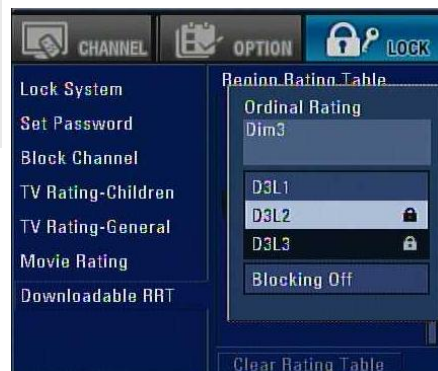 CHANNEL
OPTION
LOCK
Lock System
Set Password
Block Channel
TV Rating-Children
TV Rating-General
Movie Rating
Downloadable RRT
Region Rating Table
Ordinal Rating
Dim3
D3L1
D3L2
D3L3
Blocking Off
Clear Rating Table